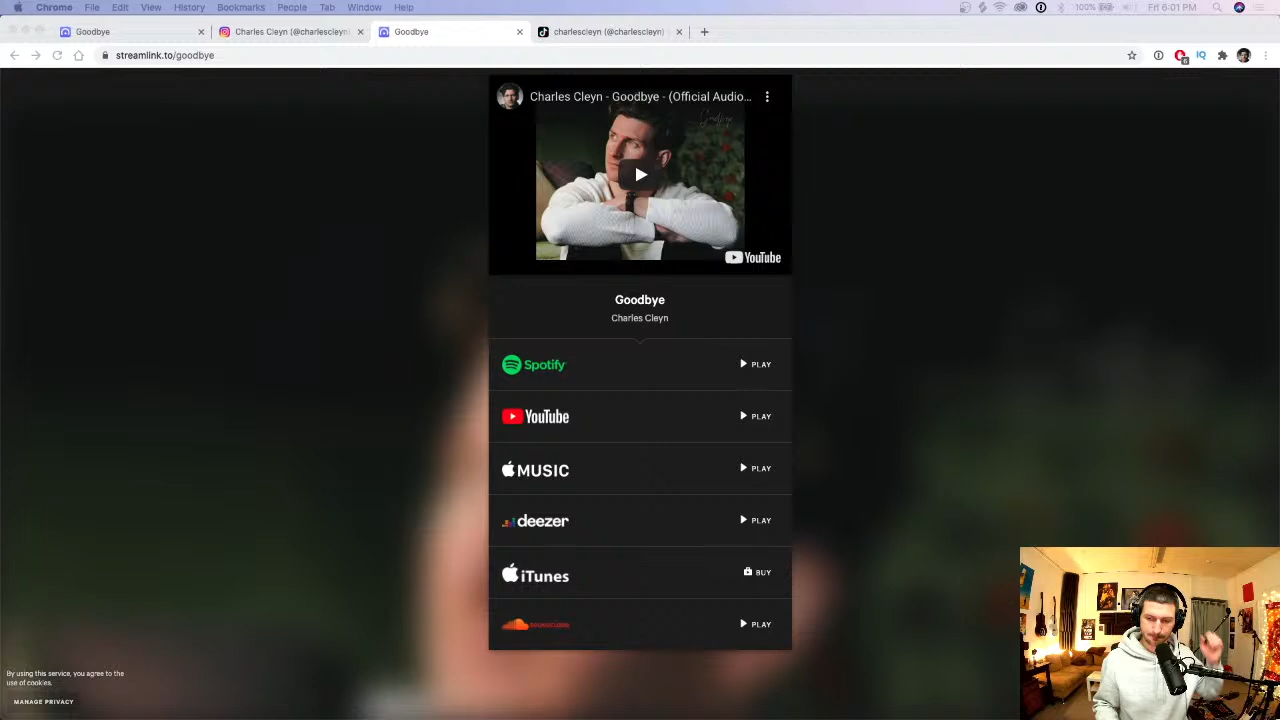 Chrome File Edit View History Bookmarks People Tab Window Help 100% Fri 6:01 PM
Goodbye Charles Cleyn (@charlescleyn) Goodbye charlescleyn (@charlescleyn)
streamlink.to/goodbye
Charles Cleyn - Goodbye - (Official Audio...
Goodbye
YouTube
Goodbye
Charles Cleyn
Spotify PLAY
YouTube PLAY
MUSIC PLAY
deezer PLAY
iTunes BUY
SOUNDCLOUD PLAY
By using this service, you agree to the
use of cookies.
MANAGE PRIVACY